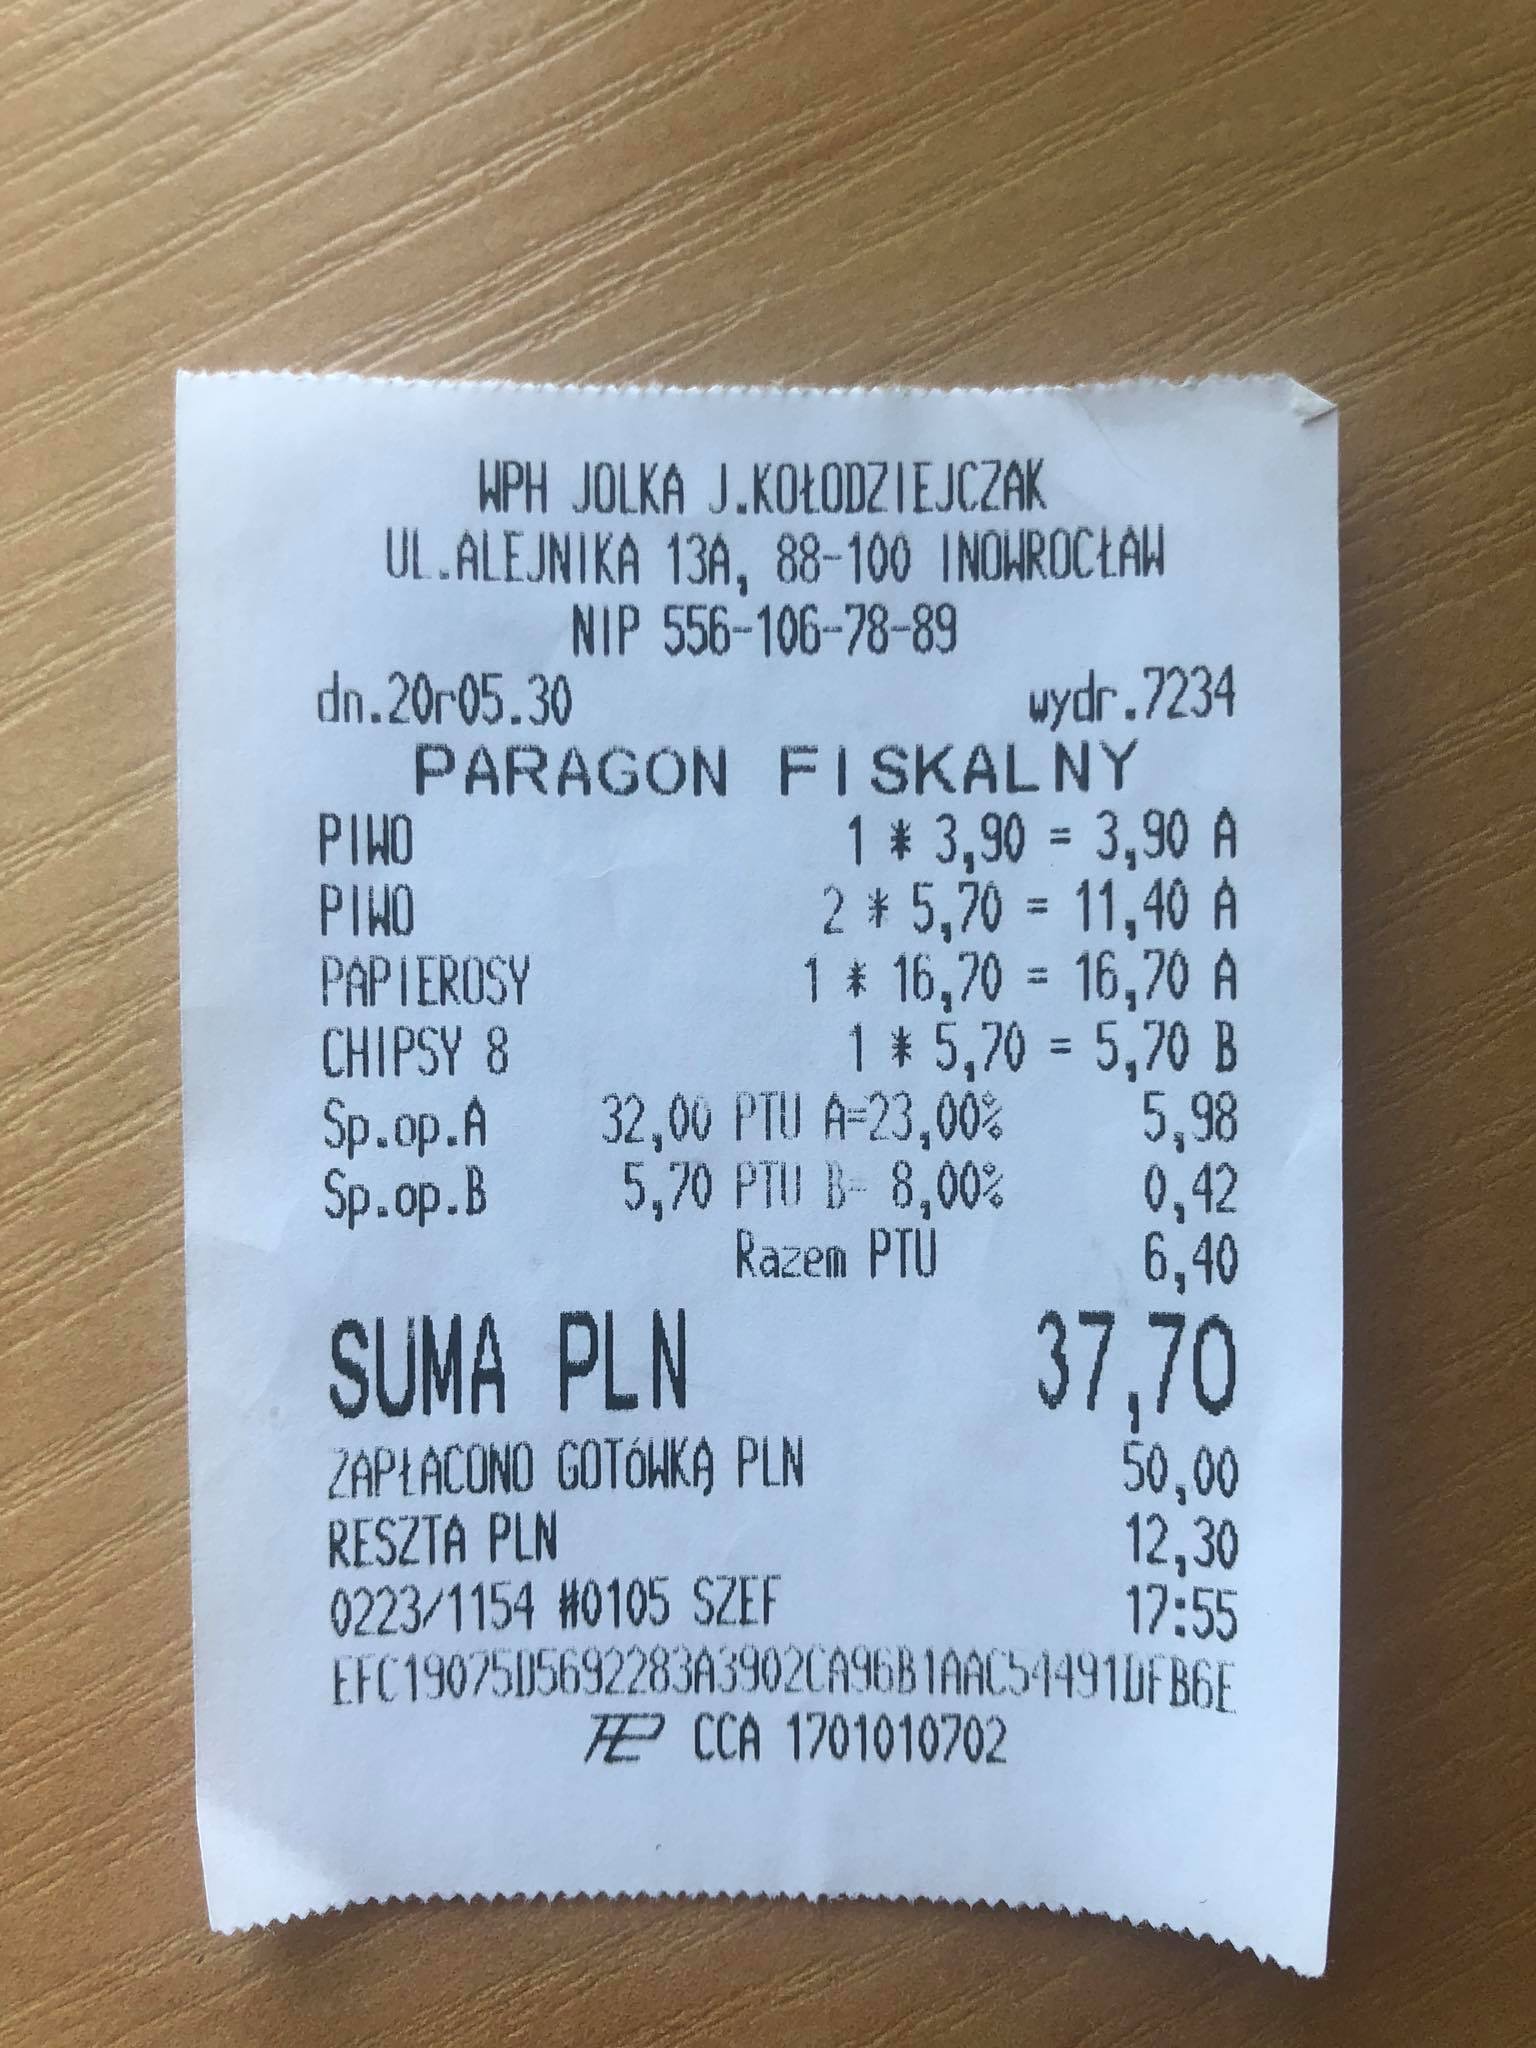 WPH JOLKA J.KOŁODZIEJCZAK
UL.ALEJNIKA 13A, 88-100 INOWROCŁAW
NIP 556-106-78-89
dn.20r05.30 wydr.7234
PARAGON FISKALNY
PIWO 1 * 3,90 = 3,90 A
PIWO 2 * 5,70 = 11,40 A
PAPIEROSY 1 * 16,70 = 16,70 A
CHIPSY 8 1 * 5,70 = 5,70 B
Sp.op.A 32,00 PTU A=23,00% 5,98
Sp.op.B 5,70 PTU B= 8,00% 0,42
Razem PTU 6,40
SUMA PLN 37,70
ZAPŁACONO GOTÓWKĄ PLN 50,00
RESZTA PLN 12,30
0223/1154 #0105 SZEF 17:55
EFC19075D5692283A3902CA96B1AAC54491DFB6E
CCA 1701010702